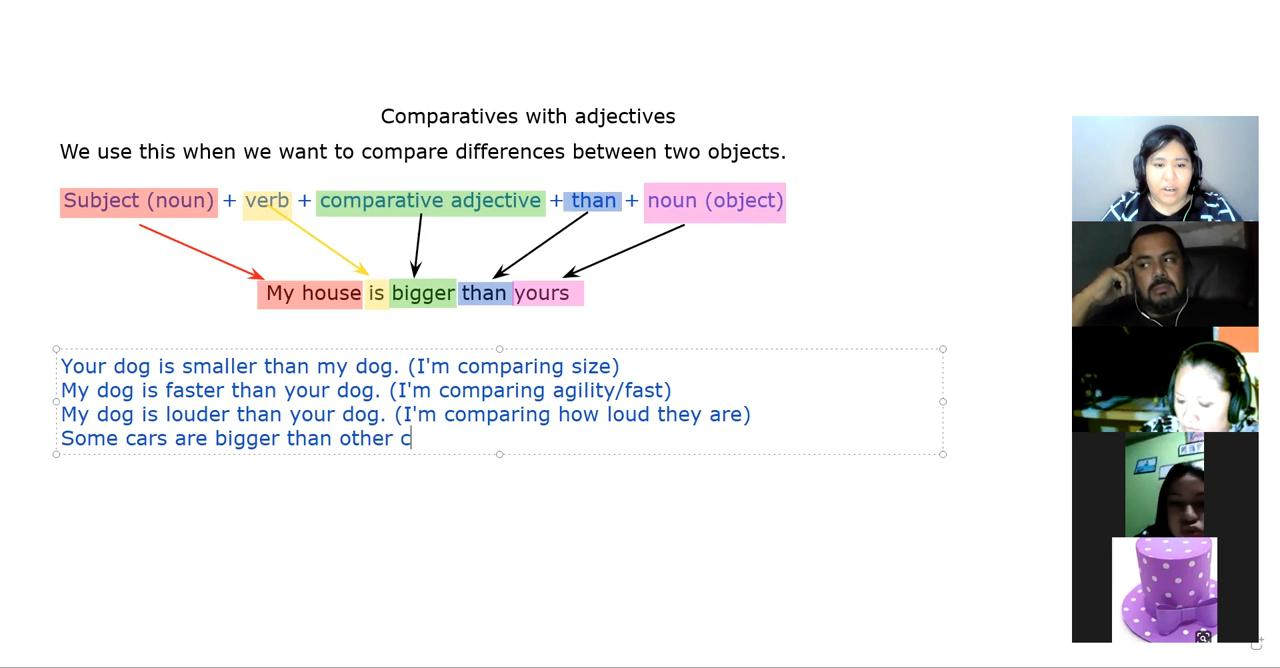 Comparatives with adjectives
We use this when we want to compare differences between two objects.
Subject (noun) + verb + comparative adjective + than + noun (object)
My house is bigger than yours
Your dog is smaller than my dog. (I'm comparing size)
My dog is faster than your dog. (I'm comparing agility/fast)
My dog is louder than your dog. (I'm comparing how loud they are)
Some cars are bigger than other c